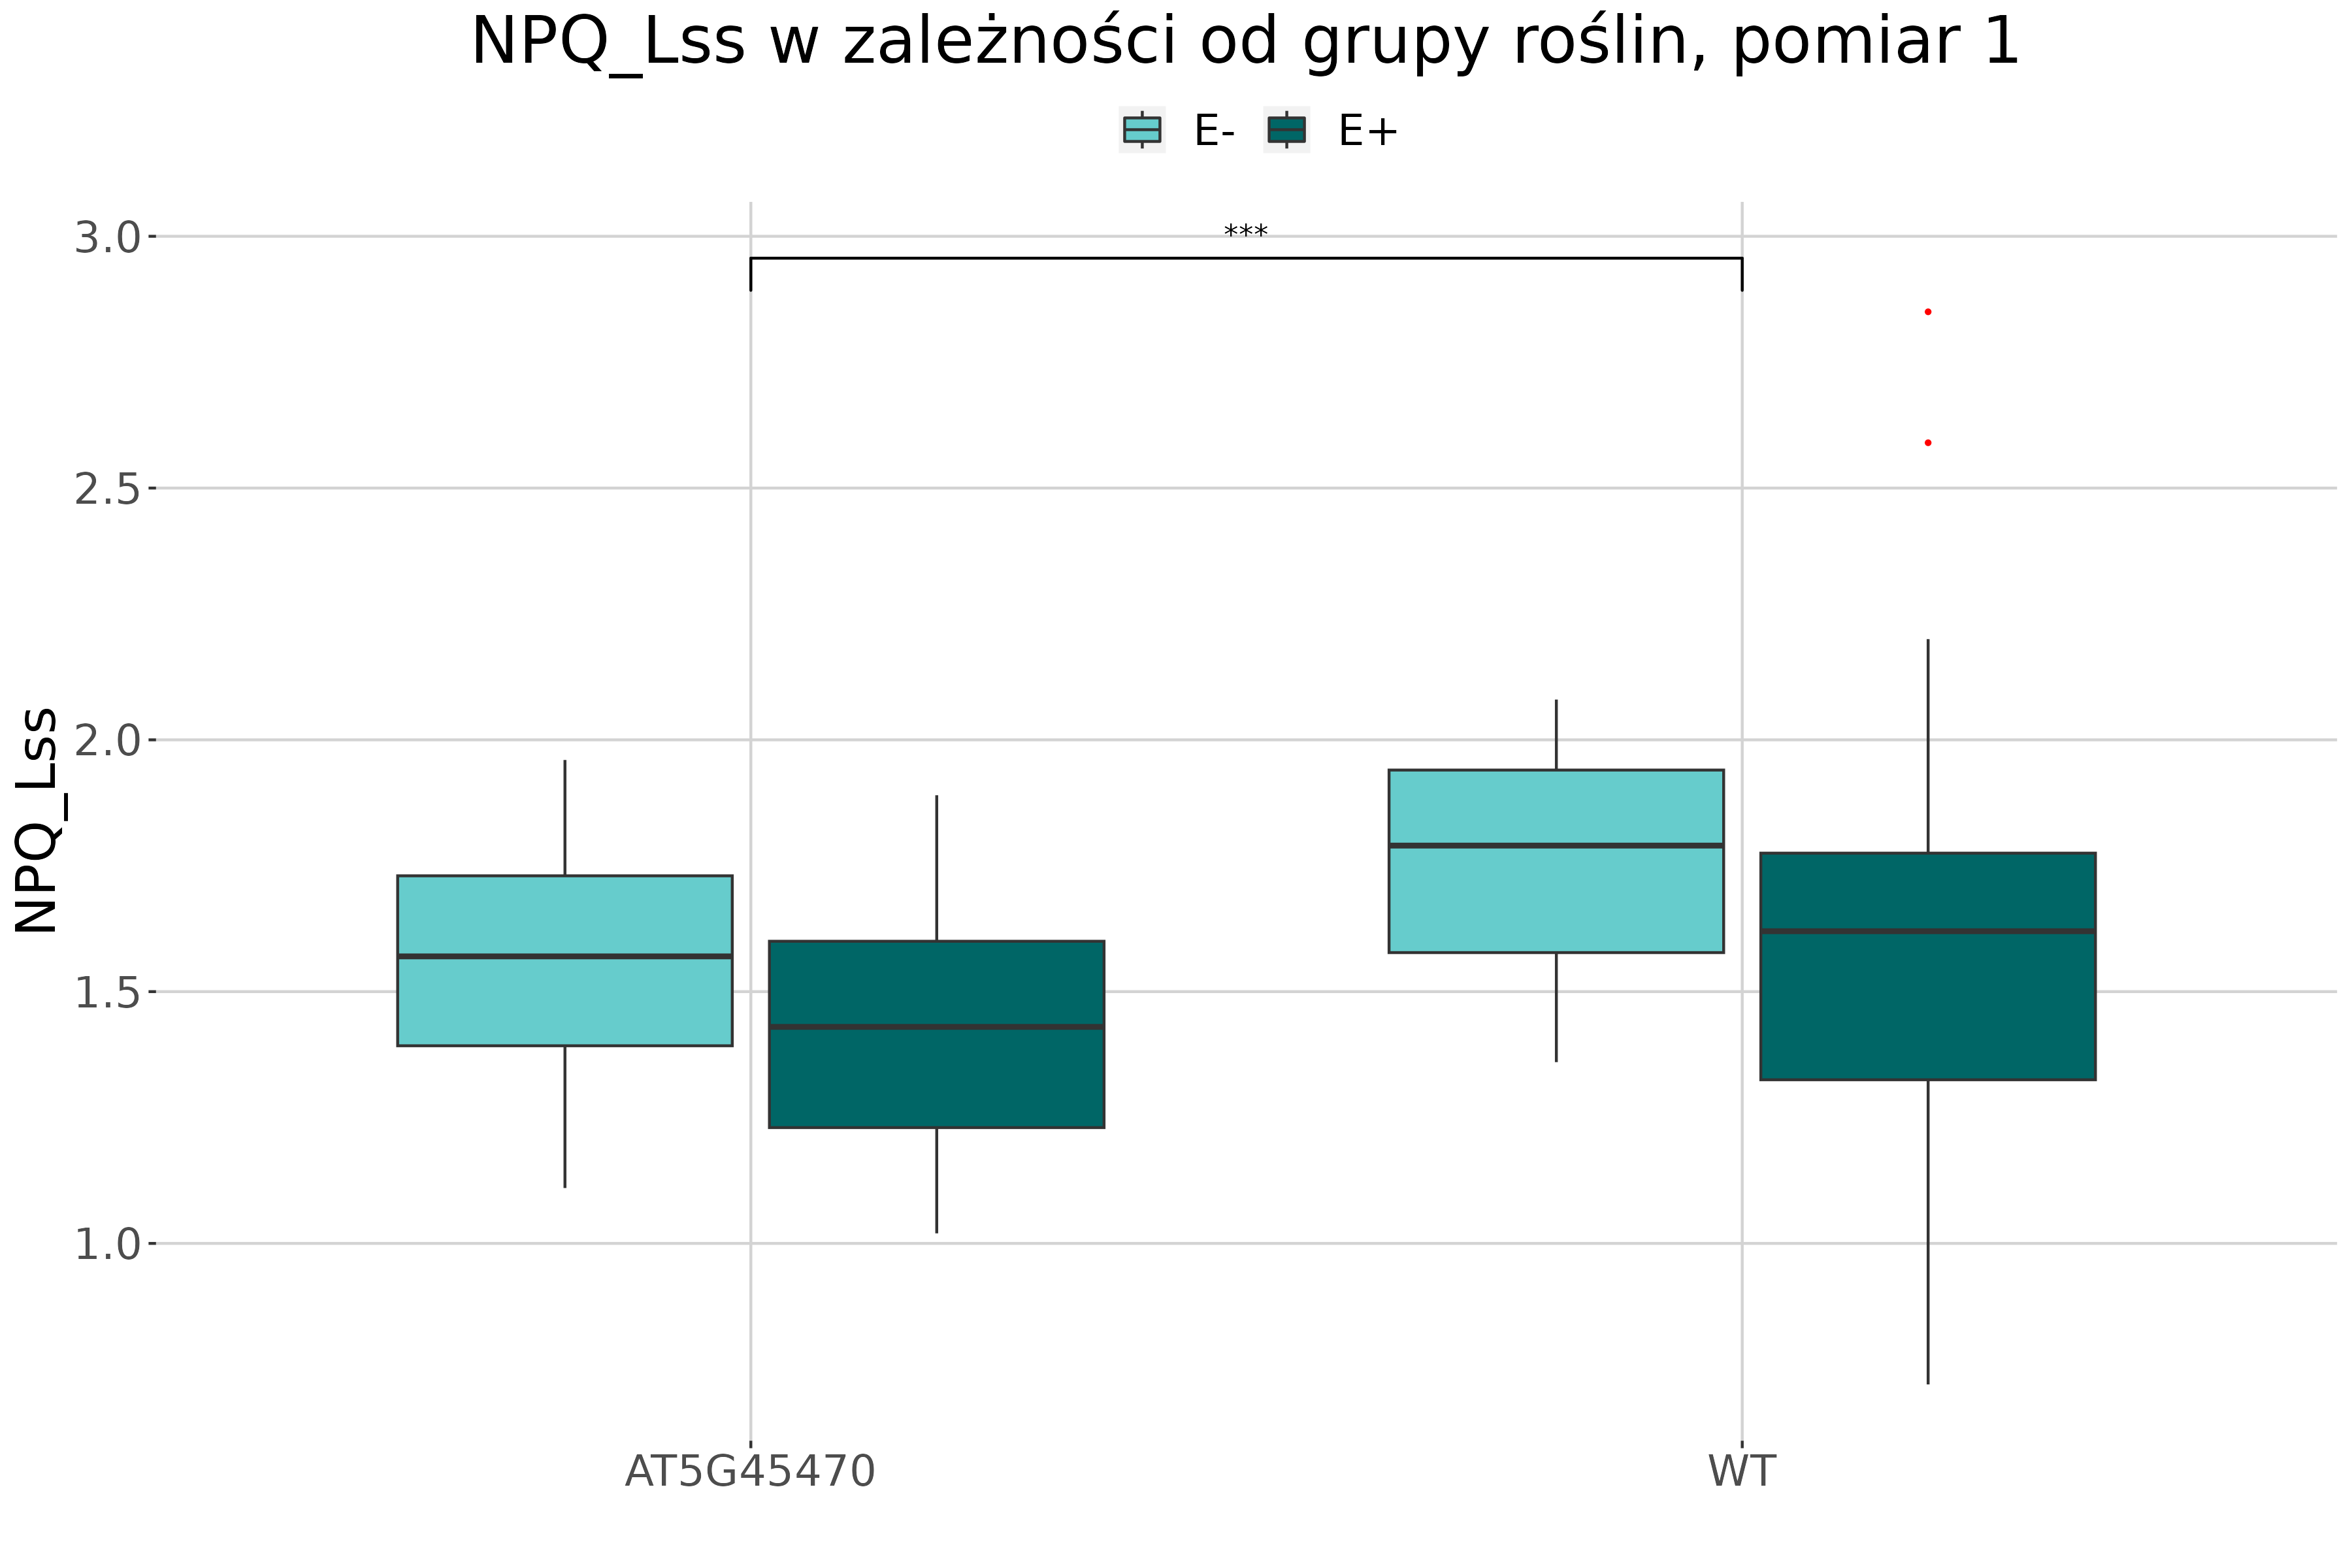 NPQ_Lss w zależności od grupy roślin, pomiar 1
E- E+
***
3.0
2.5
2.0
1.5
1.0
NPQ_Lss
AT5G45470 WT